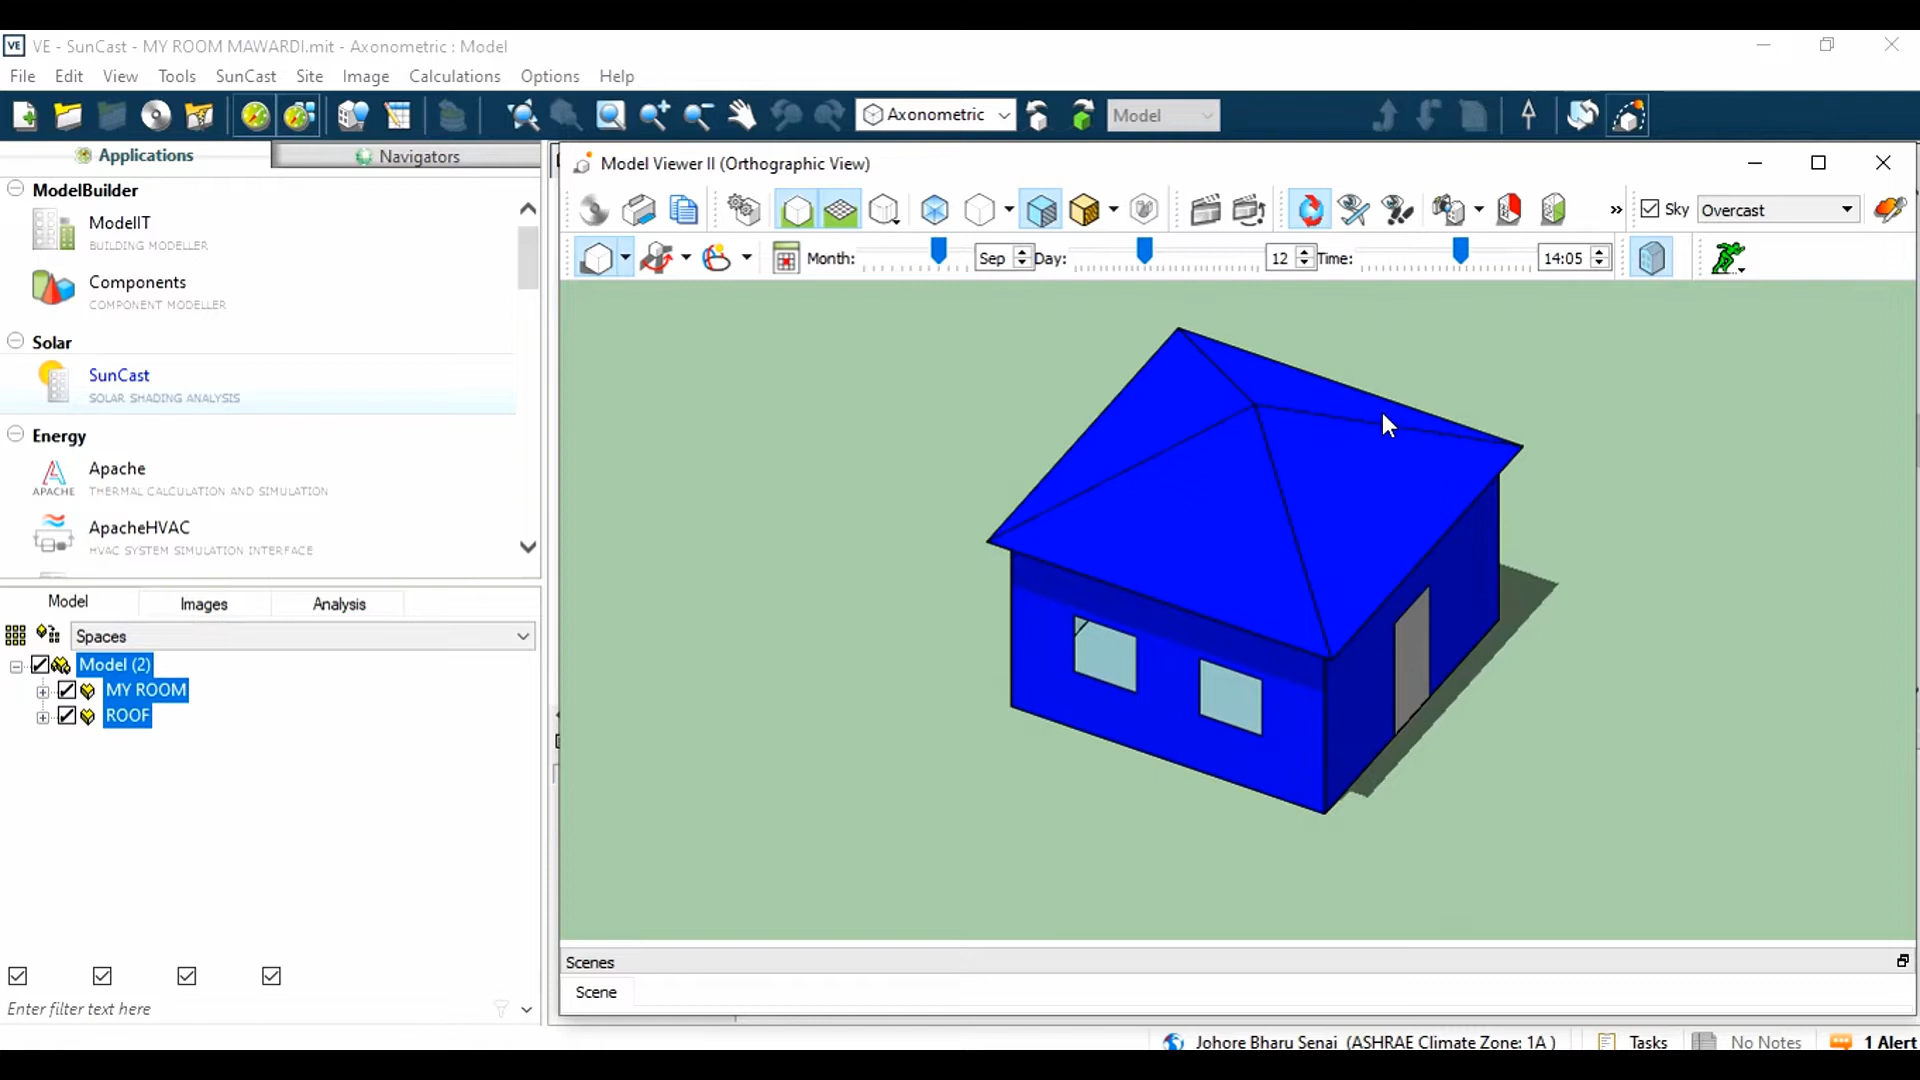 VE VE - SunCast - MY ROOM MAWARDI.mit - Axonometric : Model
File Edit View Tools SunCast Site Image Calculations Options Help
Axonometric Model
Applications Navigators
ModelBuilder
ModelIT
BUILDING MODELLER
Components
COMPONENT MODELLER
Solar
SunCast
SOLAR SHADING ANALYSIS
Energy
APACHE
Apache
THERMAL CALCULATION AND SIMULATION
ApacheHVAC
HVAC SYSTEM SIMULATION INTERFACE
Model Images Analysis
Spaces
Model (2)
MY ROOM
ROOF
Enter filter text here
Model Viewer II (Orthographic View)
» Sky Overcast
Month: Sep Day: 12 Time: 14:05
Scenes
Scene
Johore Bharu Senai (ASHRAE Climate Zone: 1A ) Tasks No Notes 1 Alert